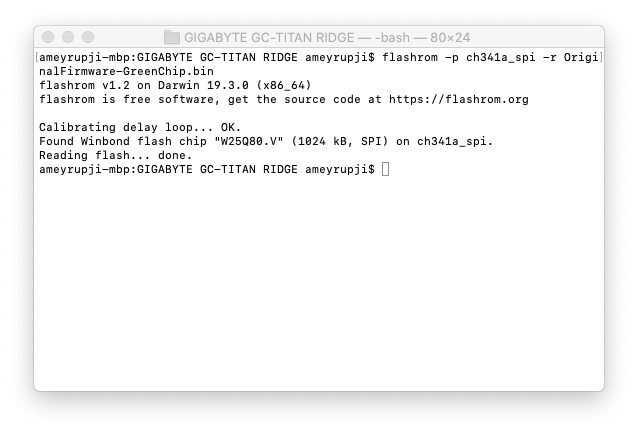 GIGABYTE GC-TITAN RIDGE — -bash — 80×24
[ameyrupji-mbp:GIGABYTE GC-TITAN RIDGE ameyrupji$ flashrom -p ch341a_spi -r Origi]
nalFirmware-GreenChip.bin
flashrom v1.2 on Darwin 19.3.0 (x86_64)
flashrom is free software, get the source code at https://flashrom.org
Calibrating delay loop... OK.
Found Winbond flash chip "W25Q80.V" (1024 kB, SPI) on ch341a_spi.
Reading flash... done.
ameyrupji-mbp:GIGABYTE GC-TITAN RIDGE ameyrupji$